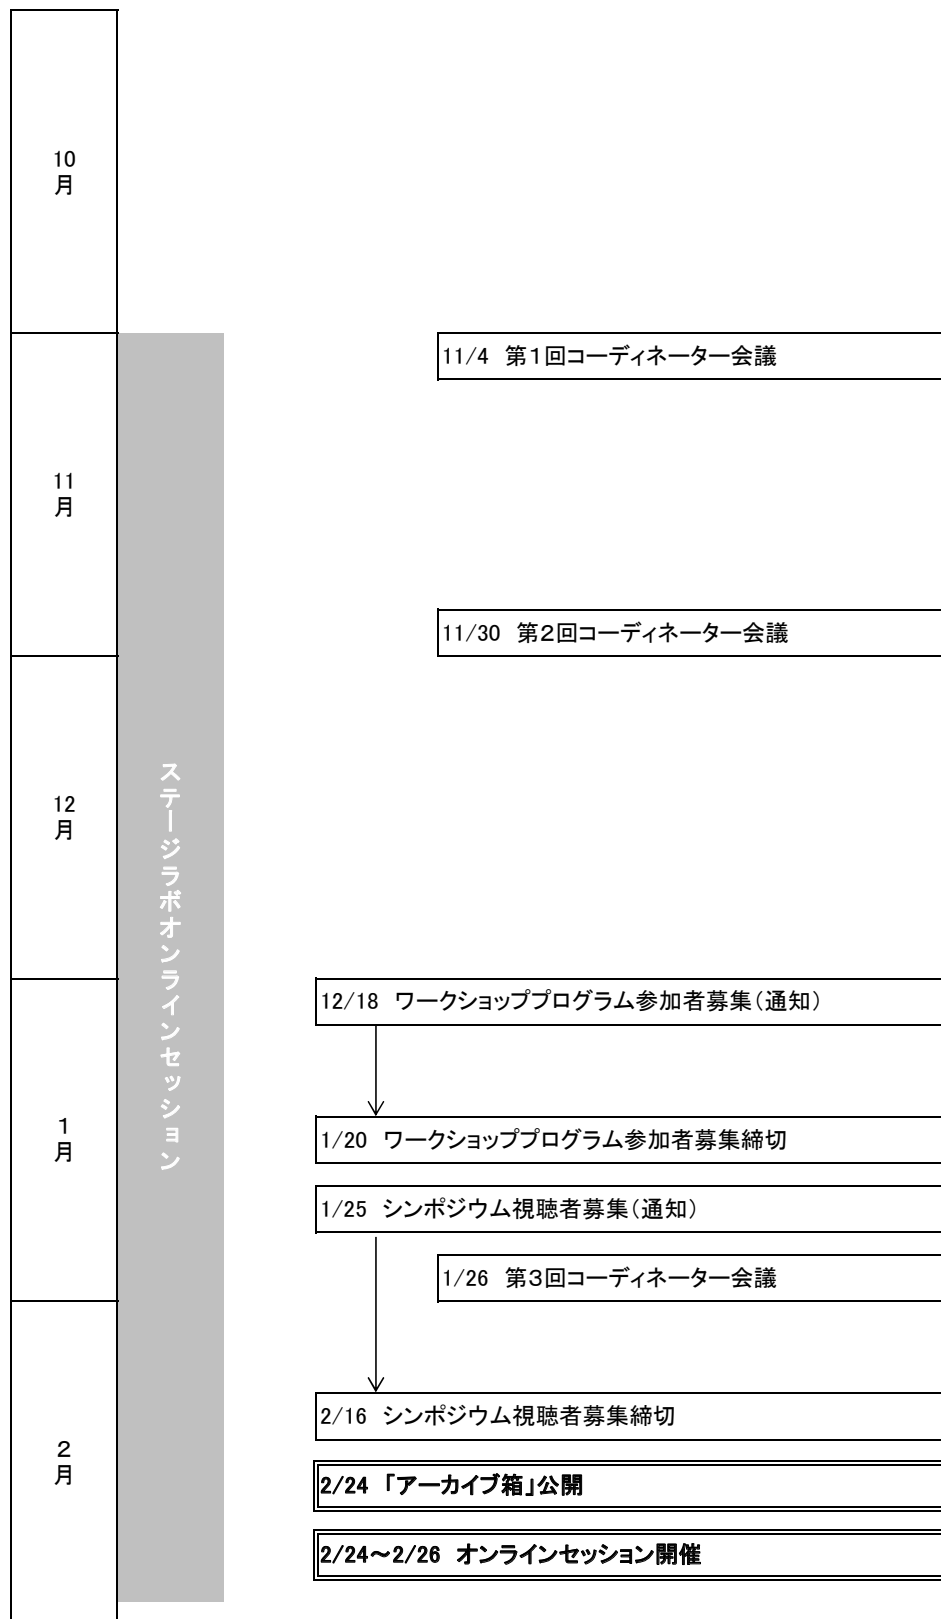 10
月
11/4 第1回コーディネーター会議
11
月
11/30 第2回コーディネーター会議
ステージラボオンラインセッション
12
月
12/18 ワークショッププログラム参加者募集(通知)
1
月
1/20 ワークショッププログラム参加者募集締切
1/25 シンポジウム視聴者募集(通知)
1/26 第3回コーディネーター会議
2/16 シンポジウム視聴者募集締切
2
月
2/24 「アーカイブ箱」公開
2/24～2/26 オンラインセッション開催